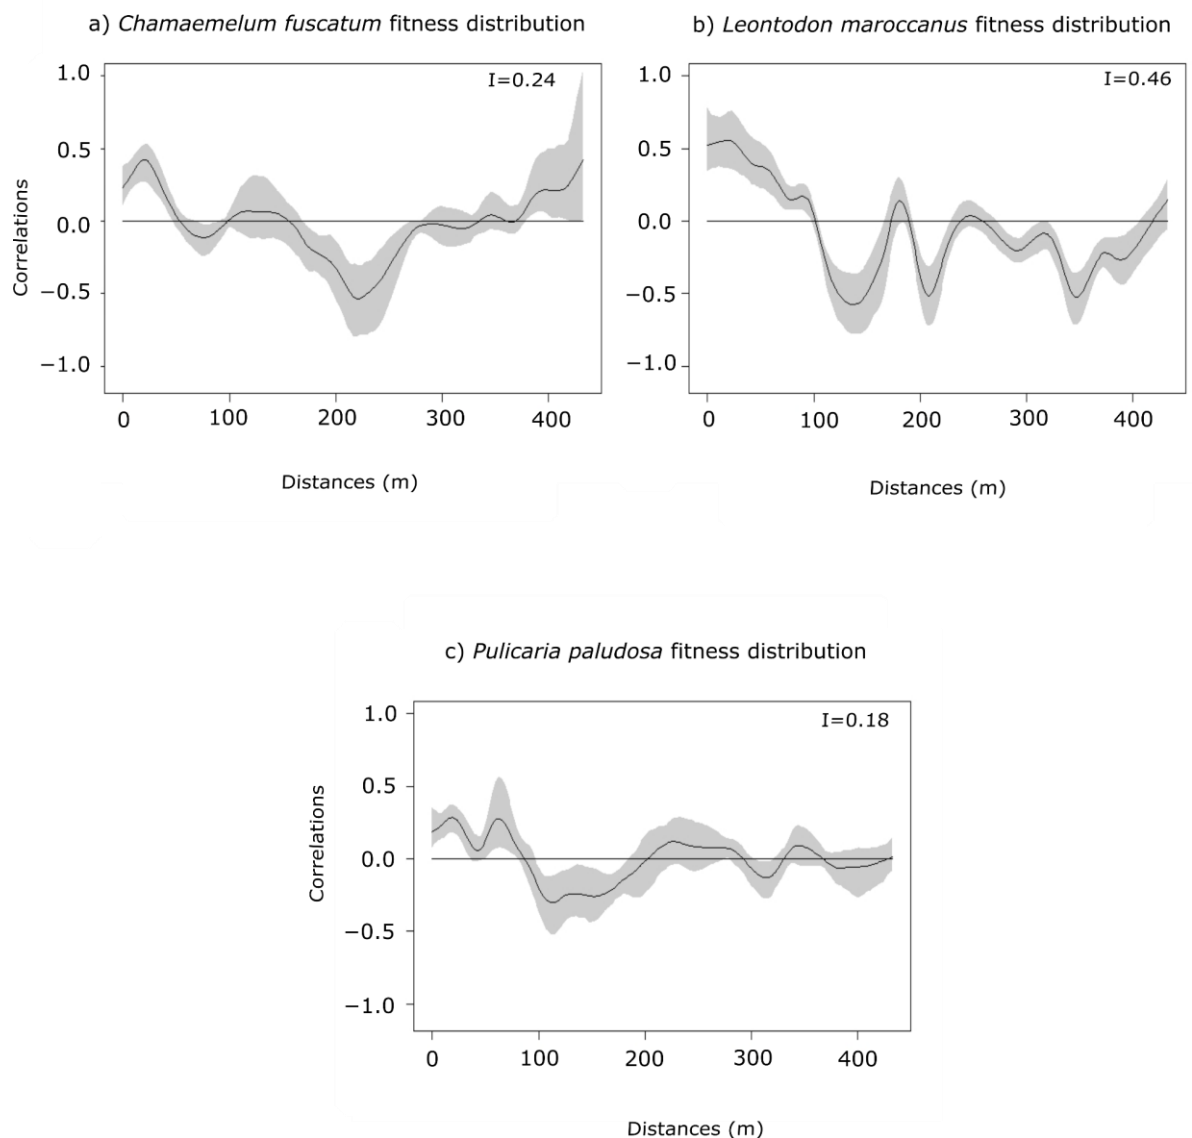 a) Chamaemelum fuscatum fitness distribution
I=0.24
1.0
0.5
0.0
−0.5
−1.0
Correlations
0 100 200 300 400
Distances (m)
b) Leontodon maroccanus fitness distribution
I=0.46
1.0
0.5
0.0
−0.5
−1.0
0 100 200 300 400
Distances (m)
c) Pulicaria paludosa fitness distribution
I=0.18
1.0
0.5
0.0
−0.5
−1.0
Correlations
0 100 200 300 400
Distances (m)